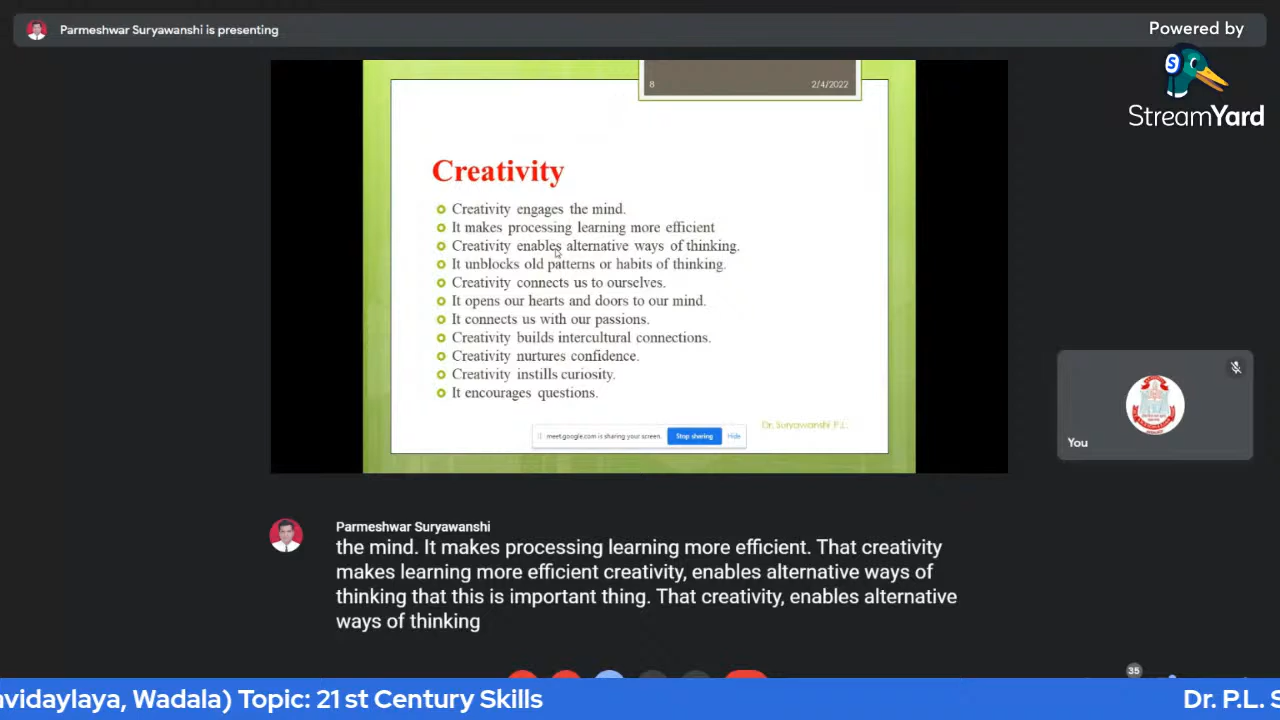 Parmeshwar Suryawanshi is presenting
Powered by
StreamYard
8 2/4/2022
Creativity
Creativity engages the mind.
It makes processing learning more efficient
Creativity enables alternative ways of thinking.
It unblocks old patterns or habits of thinking.
Creativity connects us to ourselves.
It opens our hearts and doors to our mind.
It connects us with our passions.
Creativity builds intercultural connections.
Creativity nurtures confidence.
Creativity instills curiosity.
It encourages questions.
Dr. Suryawanshi P.L.
meet.google.com is sharing your screen. Stop sharing Hide
You
Parmeshwar Suryawanshi
the mind. It makes processing learning more efficient. That creativity
makes learning more efficient creativity, enables alternative ways of
thinking that this is important thing. That creativity, enables alternative
ways of thinking
35
avidaylaya, Wadala) Topic: 21 st Century Skills Dr. P.L. S